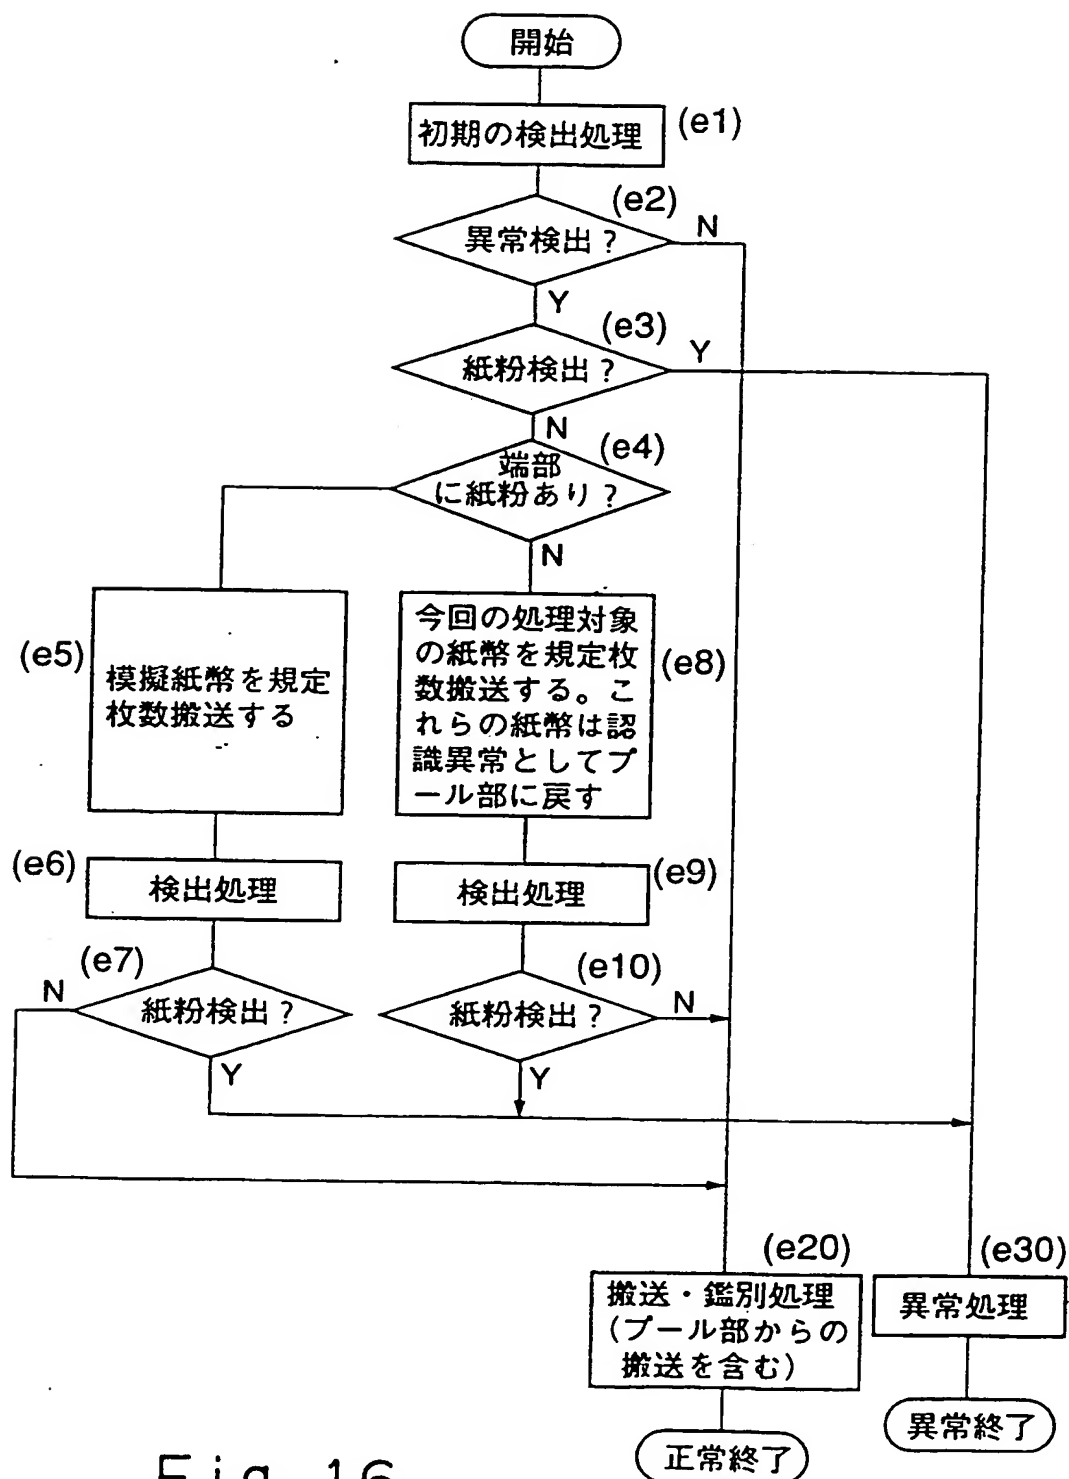 開始
初期の検出処理
(e1)
異常検出?
(e2)
N
Y
紙粉検出?
(e3)
Y
N
端部
に紙粉あり?
(e4)
N
(e5)
模擬紙幣を規定
枚数搬送する
今回の処理対象
の紙幣を規定枚
数搬送する。こ
れらの紙幣は認
識異常としてプ
ール部に戻す
(e8)
(e6)
検出処理
検出処理
(e9)
(e7)
N
紙粉検出?
Y
(e10)
紙粉検出?
N
Y
(e20)
搬送・鑑別処理
(プール部からの
搬送を含む)
正常終了
(e30)
異常処理
異常終了
Fig. 16